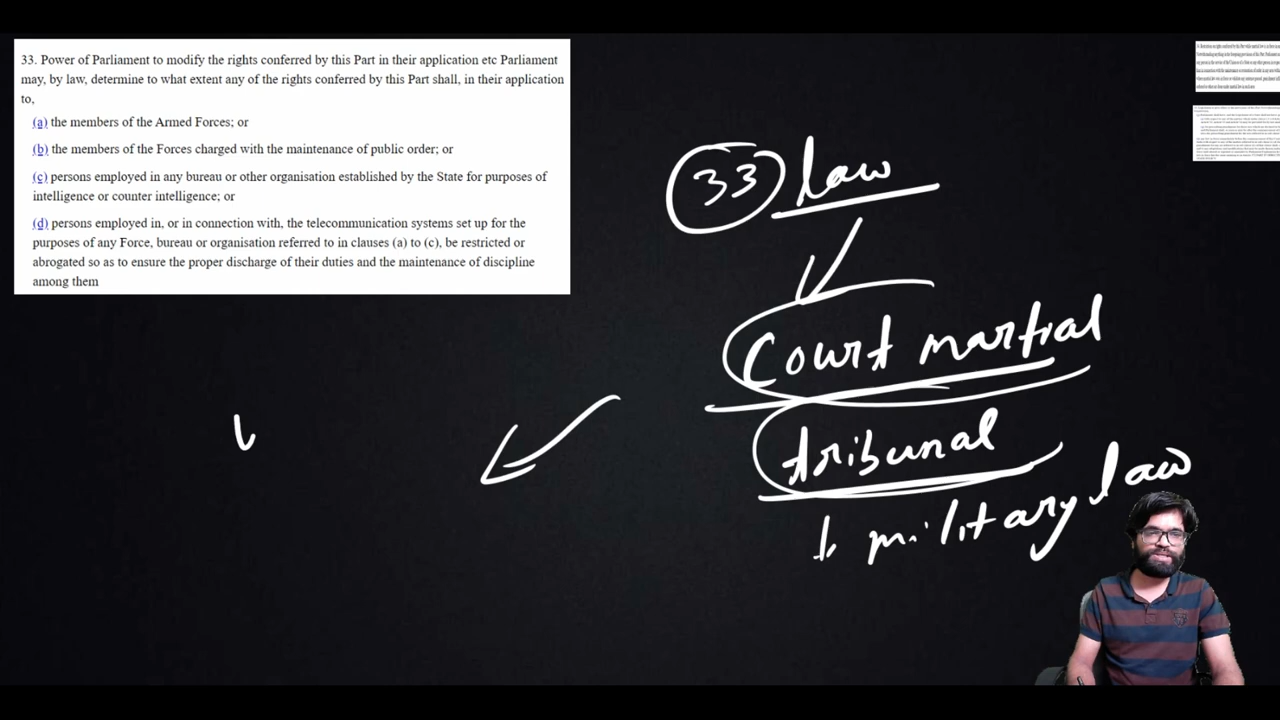 33. Power of Parliament to modify the rights conferred by this Part in their application etc Parliament
may, by law, determine to what extent any of the rights conferred by this Part shall, in their application
to,
(a) the members of the Armed Forces; or
(b) the members of the Forces charged with the maintenance of public order; or
(c) persons employed in any bureau or other organisation established by the State for purposes of
intelligence or counter intelligence; or
(d) persons employed in, or in connection with, the telecommunication systems set up for the
purposes of any Force, bureau or organisation referred to in clauses (a) to (c), be restricted or
abrogated so as to ensure the proper discharge of their duties and the maintenance of discipline
among them
33 law
Court martial
tribunal
military law